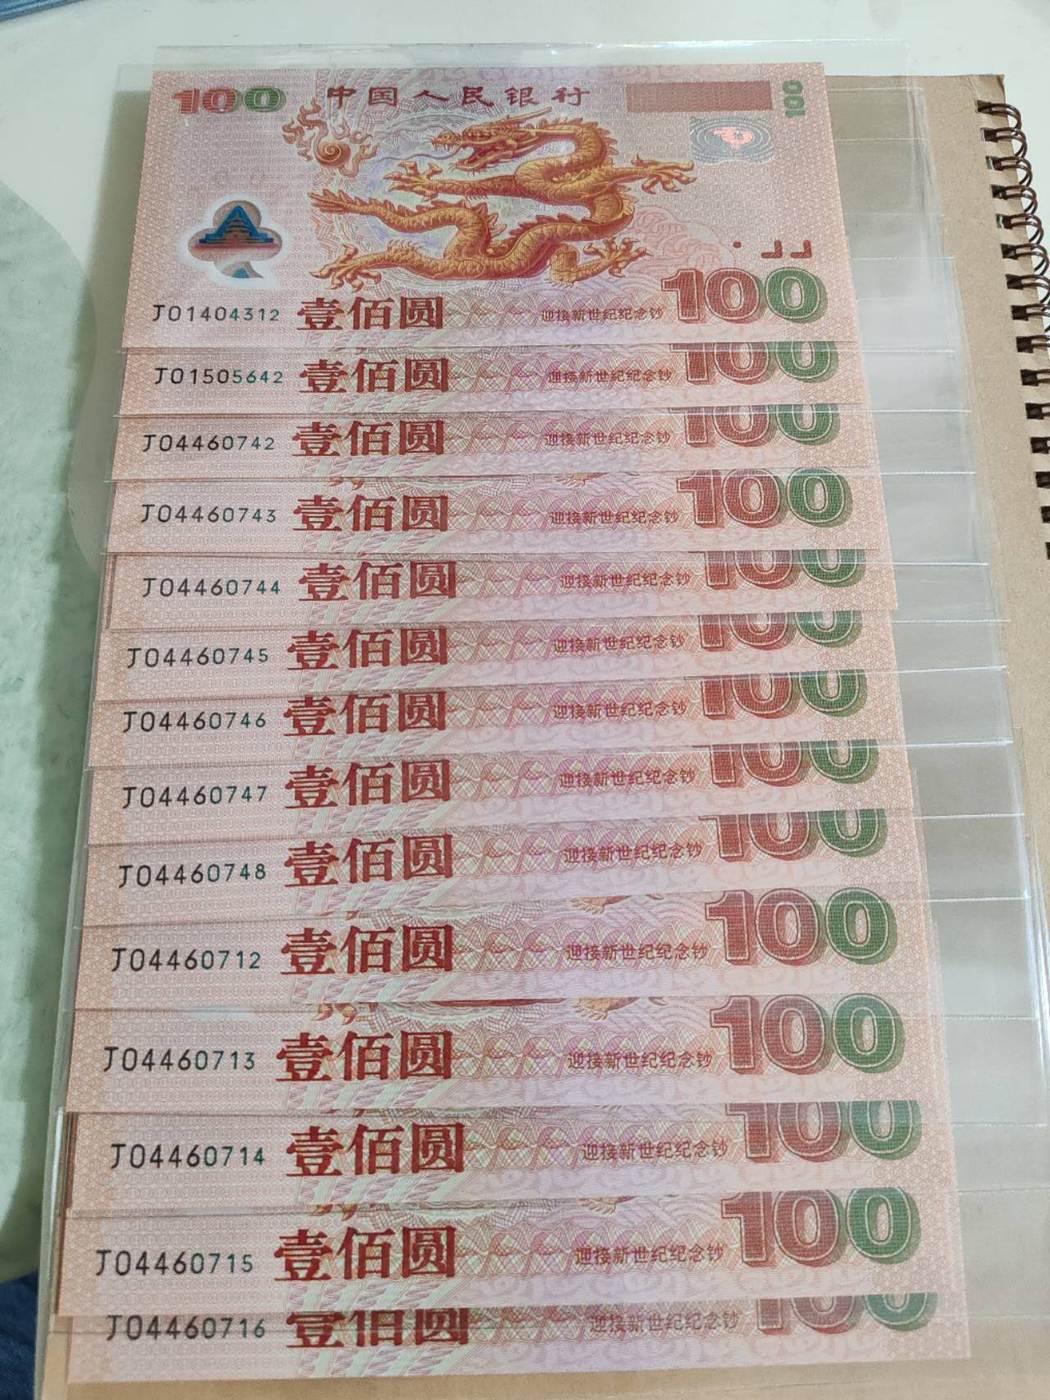 100 中国人民银行 100
J01404312 壹佰圆 迎接新世纪纪念钞 100
J01505642 壹佰圆 迎接新世纪纪念钞 100
J04460742 壹佰圆 迎接新世纪纪念钞 100
J04460743 壹佰圆 迎接新世纪纪念钞 100
J04460744 壹佰圆 迎接新世纪纪念钞 100
J04460745 壹佰圆 迎接新世纪纪念钞 100
J04460746 壹佰圆 迎接新世纪纪念钞 100
J04460747 壹佰圆 迎接新世纪纪念钞 100
J04460748 壹佰圆 迎接新世纪纪念钞 100
J04460712 壹佰圆 迎接新世纪纪念钞 100
J04460713 壹佰圆 迎接新世纪纪念钞 100
J04460714 壹佰圆 迎接新世纪纪念钞 100
J04460715 壹佰圆 迎接新世纪纪念钞 100
J04460716 壹佰圆 迎接新世纪纪念钞 100